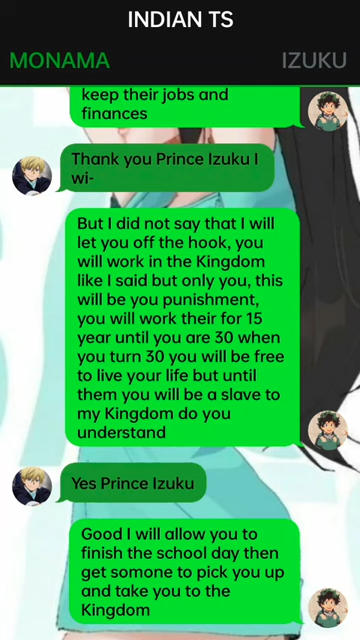 INDIAN TS
MONAMA
IZUKU
keep their jobs and
finances
Thank you Prince Izuku I
wi-
But I did not say that I will
let you off the hook, you
will work in the Kingdom
like I said but only you, this
will be you punishment,
you will work their for 15
year until you are 30 when
you turn 30 you will be free
to live your life but until
them you will be a slave to
my Kingdom do you
understand
Yes Prince Izuku
Good I will allow you to
finish the school day then
get somone to pick you up
and take you to the
Kingdom